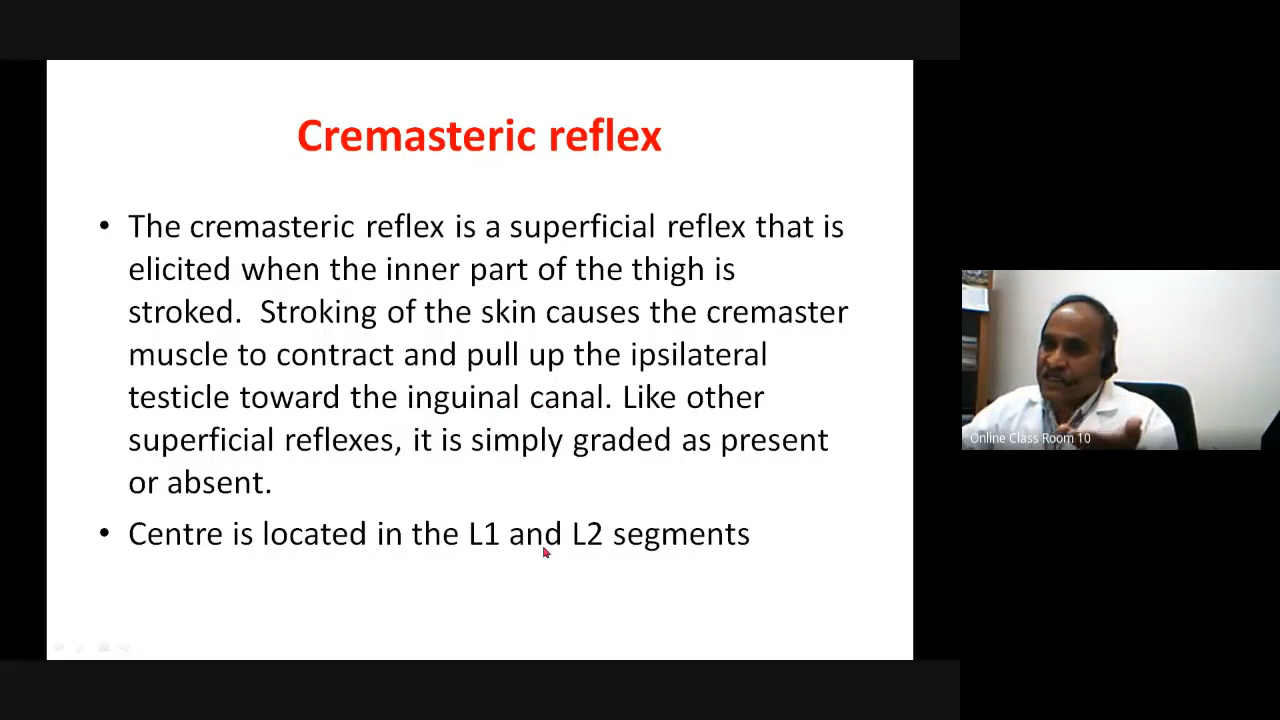 Cremasteric reflex
• The cremasteric reflex is a superficial reflex that is
elicited when the inner part of the thigh is
stroked.  Stroking of the skin causes the cremaster
muscle to contract and pull up the ipsilateral
testicle toward the inguinal canal. Like other
superficial reflexes, it is simply graded as present
or absent.
• Centre is located in the L1 and L2 segments
Online Class Room 10